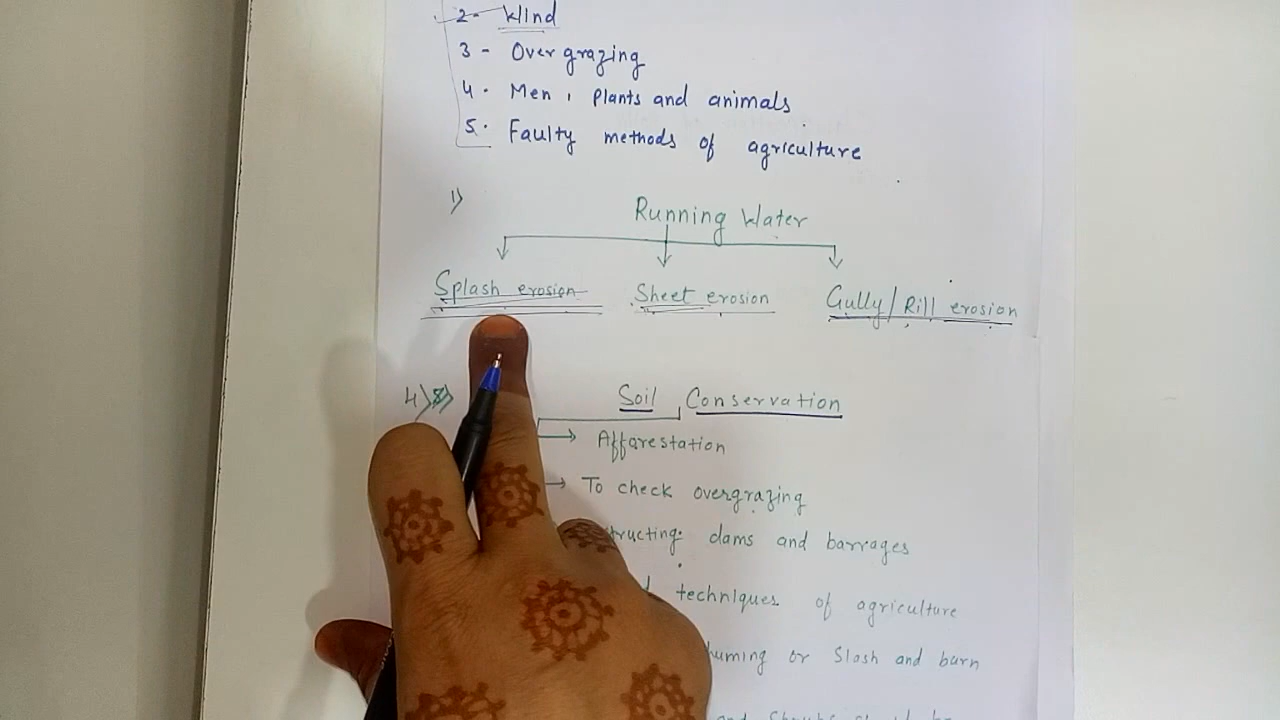 2- Wind
3 - Overgrazing
4. Men, plants and animals
5. Faulty methods of agriculture
1)
Running Water
Splash erosion Sheet erosion Gully/Rill erosion
4) Soil Conservation
→ Afforestation
→ To check overgrazing
dams and barrages
techniques of agriculture
or Slash and burn
and